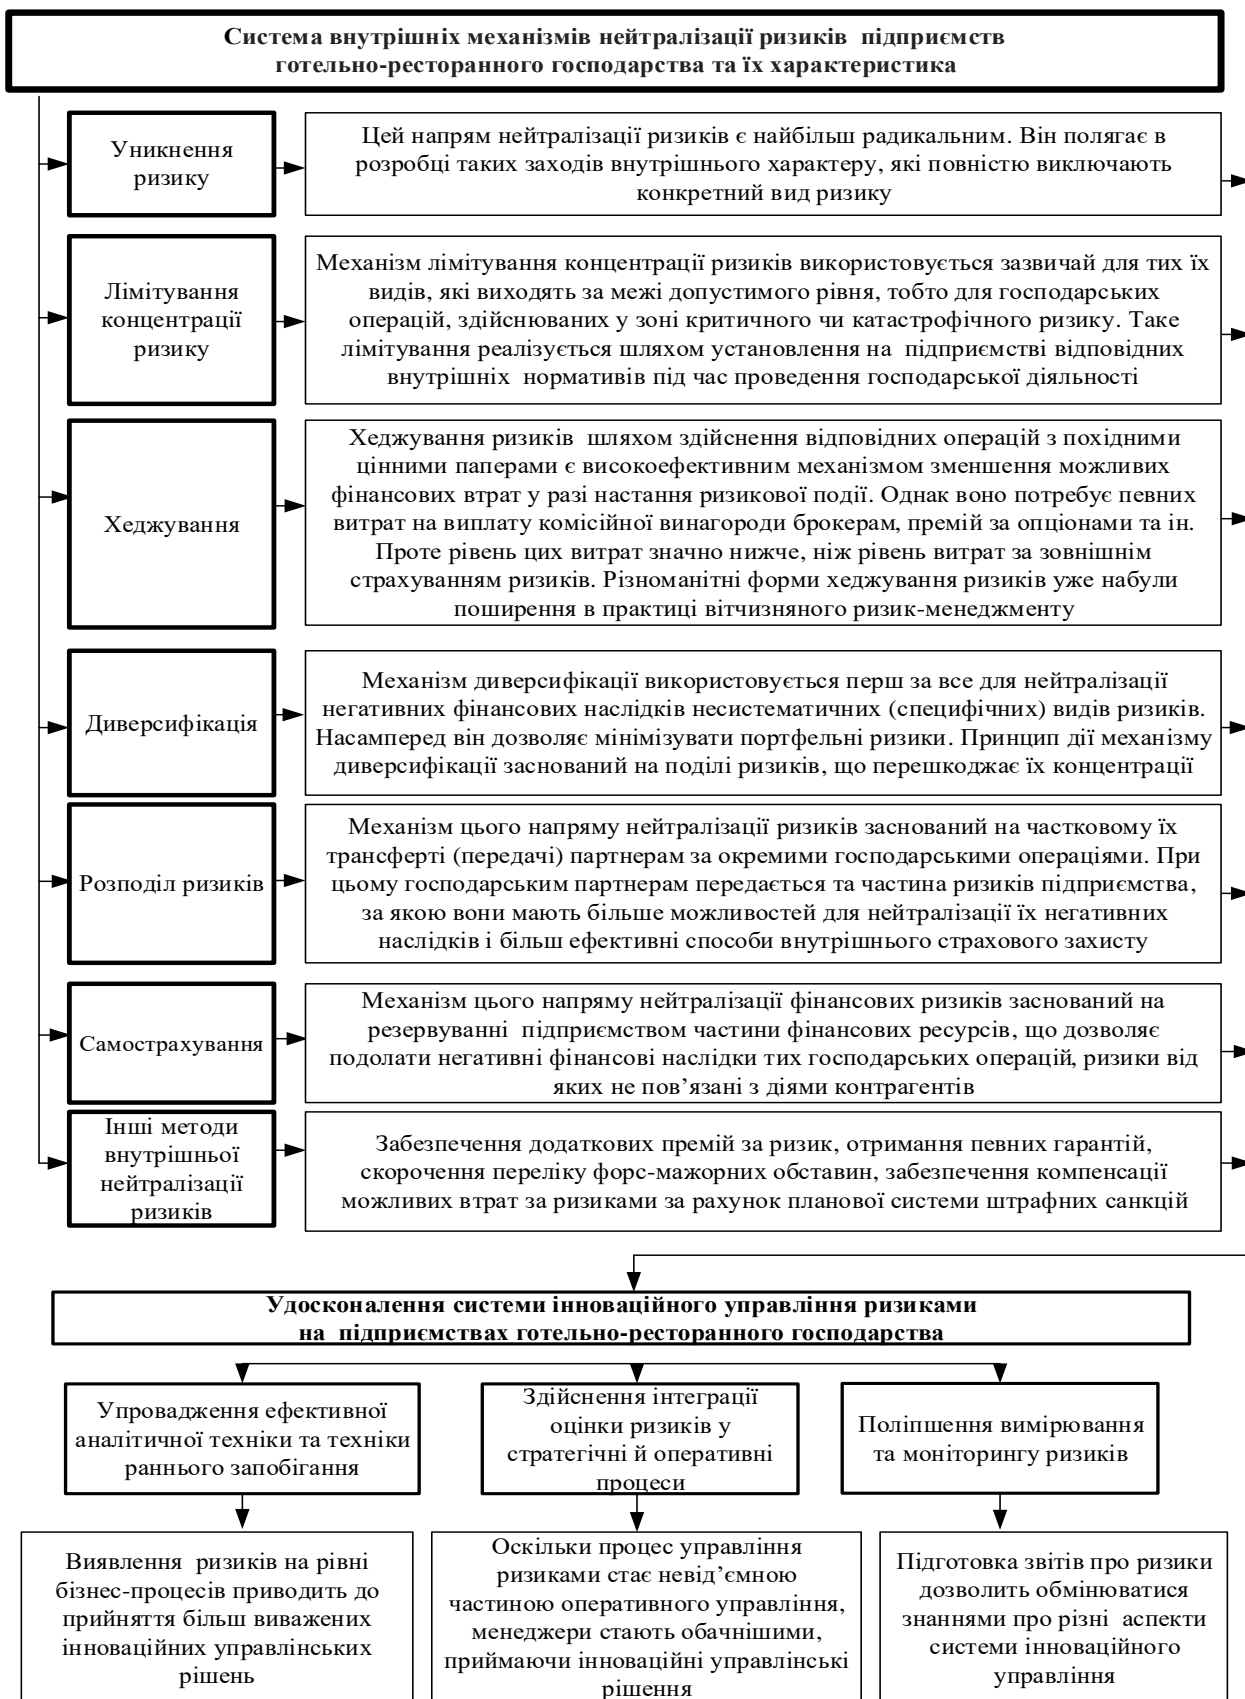 Система внутрішніх механізмів нейтралізації ризиків підприємств
готельно-ресторанного господарства та їх характеристика
Уникнення
ризику
Цей напрям нейтралізації ризиків є найбільш радикальним. Він полягає в
розробці таких заходів внутрішнього характеру, які повністю виключають
конкретний вид ризику
Лімітування
концентрації
ризику
Механізм лімітування концентрації ризиків використовується зазвичай для тих їх
видів, які виходять за межі допустимого рівня, тобто для господарських
операцій, здійснюваних у зоні критичного чи катастрофічного ризику. Таке
лімітування реалізується шляхом установлення на підприємстві відповідних
внутрішніх нормативів під час проведення господарської діяльності
Хеджування
Хеджування ризиків шляхом здійснення відповідних операцій з похідними
цінними паперами є високоефективним механізмом зменшення можливих
фінансових втрат у разі настання ризикової події. Однак воно потребує певних
витрат на виплату комісійної винагороди брокерам, премій за опціонами та ін.
Проте рівень цих витрат значно нижче, ніж рівень витрат за зовнішнім
страхуванням ризиків. Різноманітні форми хеджування ризиків уже набули
поширення в практиці вітчизняного ризик-менеджменту
Диверсифікація
Механізм диверсифікації використовується перш за все для нейтралізації
негативних фінансових наслідків несистематичних (специфічних) видів ризиків.
Насамперед він дозволяє мінімізувати портфельні ризики. Принцип дії механізму
диверсифікації заснований на поділі ризиків, що перешкоджає їх концентрації
Розподіл ризиків
Механізм цього напряму нейтралізації ризиків заснований на частковому їх
трансферті (передачі) партнерам за окремими господарськими операціями. При
цьому господарським партнерам передається та частина ризиків підприємства,
за якою вони мають більше можливостей для нейтралізації їх негативних
наслідків і більш ефективні способи внутрішнього страхового захисту
Самострахування
Механізм цього напряму нейтралізації фінансових ризиків заснований на
резервуванні підприємством частини фінансових ресурсів, що дозволяє
подолати негативні фінансові наслідки тих господарських операцій, ризики від
яких не пов’язані з діями контрагентів
Інші методи
внутрішньої
нейтралізації
ризиків
Забезпечення додаткових премій за ризик, отримання певних гарантій,
скорочення переліку форс-мажорних обставин, забезпечення компенсації
можливих втрат за ризиками за рахунок планової системи штрафних санкцій
Удосконалення системи інноваційного управління ризиками
на підприємствах готельно-ресторанного господарства
Упровадження ефективної
аналітичної техніки та техніки
раннього запобігання
Здійснення інтеграції
оцінки ризиків у
стратегічні й оперативні
процеси
Поліпшення вимірювання
та моніторингу ризиків
Виявлення ризиків на рівні
бізнес-процесів приводить до
прийняття більш виважених
інноваційних управлінських
рішень
Оскільки процес управління
ризиками стає невід’ємною
частиною оперативного управління,
менеджери стають обачнішими,
приймаючи інноваційні управлінські
рішення
Підготовка звітів про ризики
дозволить обмінюватися
знаннями про різні аспекти
системи інноваційного
управління